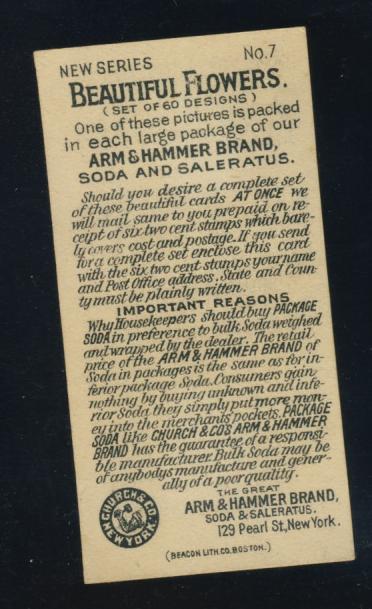 NEW SERIES No. 7
BEAUTIFUL FLOWERS.
(SET OF 60 DESIGNS)
One of these pictures is packed
in each large package of our
ARM & HAMMER BRAND,
SODA AND SALERATUS.
Should you desire a complete set
of these beautiful cards AT ONCE we
will mail same to you prepaid on re-
ceipt of six two cent stamps which bare-
ly covers cost and postage. If you send
for a complete set enclose this card
with the six two cent stamps your name
and Post Office address. State and Coun-
ty must be plainly written.
IMPORTANT REASONS
Why Housekeepers should buy PACKAGE
SODA in preference to bulk Soda weighed
and wrapped by the dealer. The retail
price of the ARM & HAMMER BRAND of
Soda in packages is the same as for in-
ferior package Soda. Consumers gain
nothing by buying unknown and infe-
rior Soda they simply put more mon-
ey into the merchants' pockets. PACKAGE
SODA like CHURCH & CO'S ARM & HAMMER
BRAND has the guarantee of a responsi-
ble manufacturer. Bulk Soda may be
of anybodys manufacture and gener-
ally of a poor quality.
THE GREAT
ARM & HAMMER BRAND,
SODA & SALERATUS.
129 Pearl St., New York.
CHURCH & CO.
NEW YORK.
(BEACON LITH. CO. BOSTON.)